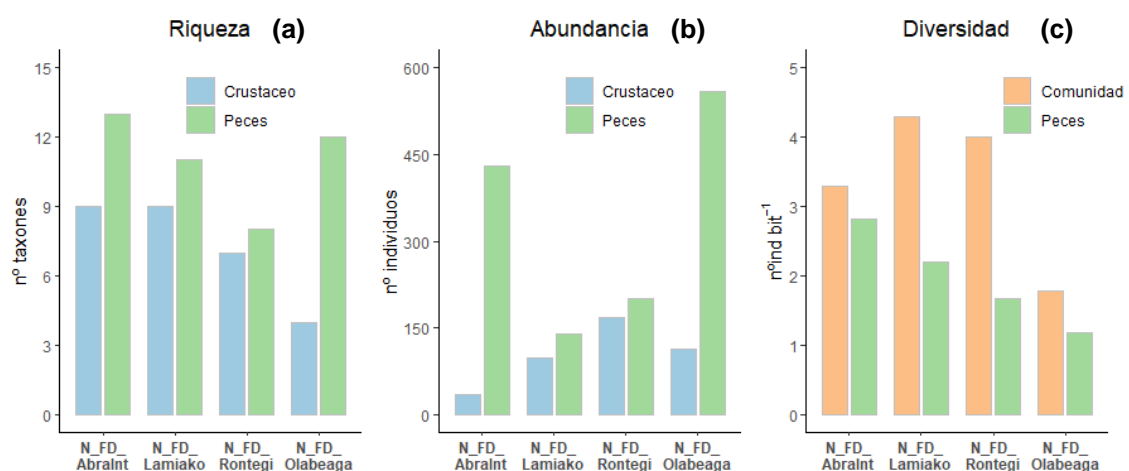 Riqueza (a)
nº taxones
15
12
9
6
3
0
Crustaceo
Peces
N_FD_
AbraInt
N_FD_
Lamiako
N_FD_
Rontegi
N_FD_
Olabeaga
Abundancia (b)
nº individuos
600
450
300
150
0
Crustaceo
Peces
N_FD_
AbraInt
N_FD_
Lamiako
N_FD_
Rontegi
N_FD_
Olabeaga
Diversidad (c)
nºind bit⁻¹
5
4
3
2
1
0
Comunidad
Peces
N_FD_
AbraInt
N_FD_
Lamiako
N_FD_
Rontegi
N_FD_
Olabeaga